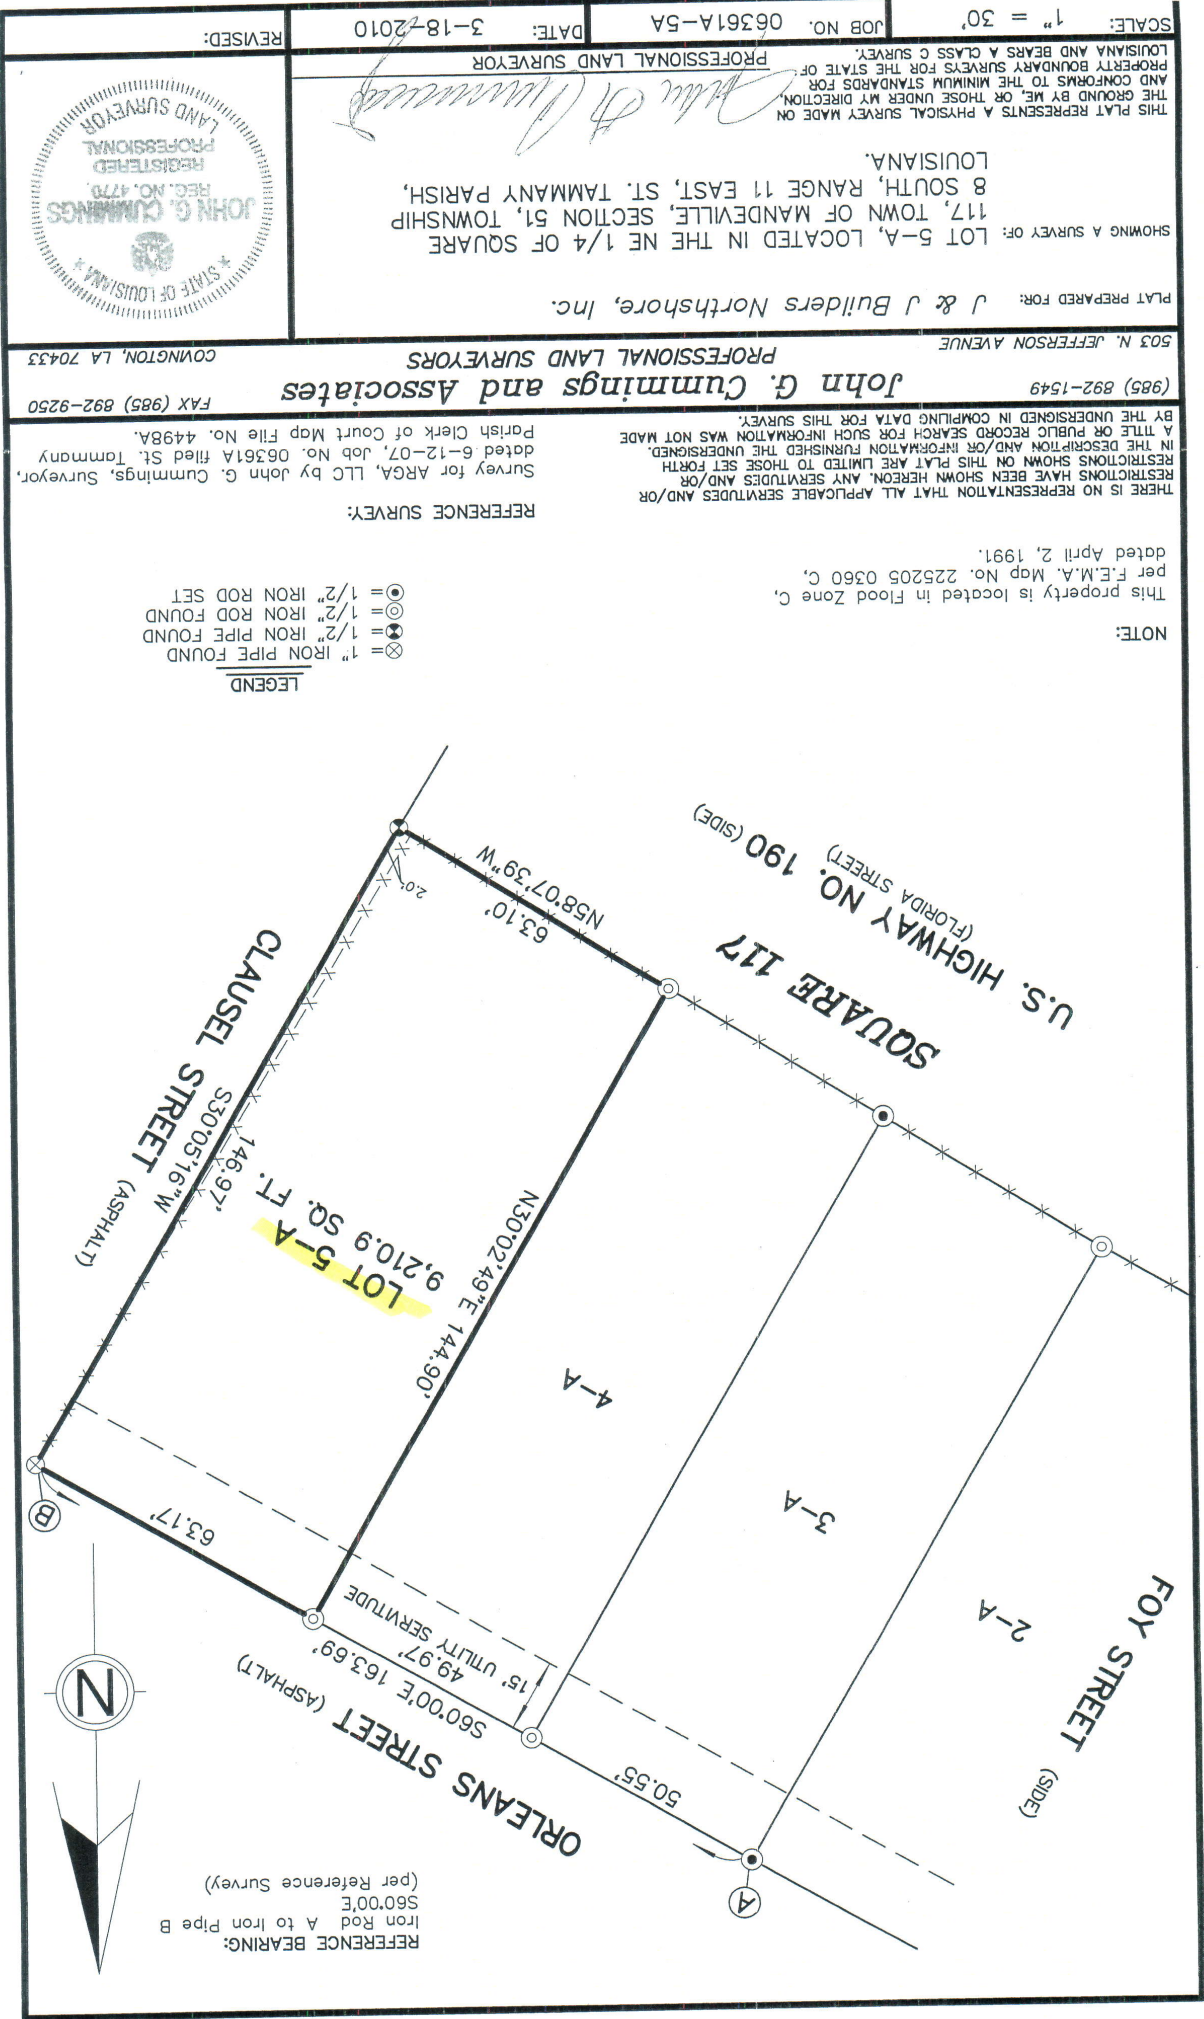 REFERENCE BEARING:
Iron Rod A to Iron Pipe B
S60°00'E
(per Reference Survey)
A
ORLEANS STREET (ASPHALT)
FOY STREET (SIDE)
N
50.55'
S60°00'E 163.69'
49.97'
15' UTILITY SERVITUDE
63.17'
B
2-A
3-A
4-A
LOT 5-A
9,210.9 SQ. FT.
N30°02'49"E 144.90'
146.97'
S30°05'16"W
CLAUSEL STREET (ASPHALT)
SQUARE 117
63.10'
N58°07'39"W
2.0'
U.S. HIGHWAY NO. 190 (SIDE)
(FLORIDA STREET)
LEGEND
= 1" IRON PIPE FOUND
= 1/2" IRON PIPE FOUND
= 1/2" IRON ROD FOUND
= 1/2" IRON ROD SET
NOTE:
This property is located in Flood Zone C,
per F.E.M.A. Map No. 225205 0360 C,
dated April 2, 1991.
REFERENCE SURVEY:
Survey for ARGA, LLC by John G. Cummings, Surveyor,
dated 6-12-07, Job No. 06361A filed St. Tammany
Parish Clerk of Court Map File No. 4498A.
THERE IS NO REPRESENTATION THAT ALL APPLICABLE SERVITUDES AND/OR
RESTRICTIONS HAVE BEEN SHOWN HEREON. ANY SERVITUDES AND/OR
RESTRICTIONS SHOWN ON THIS PLAT ARE LIMITED TO THOSE SET FORTH
IN THE DESCRIPTION AND/OR INFORMATION FURNISHED THE UNDERSIGNED.
A TITLE OR PUBLIC RECORD SEARCH FOR SUCH INFORMATION WAS NOT MADE
BY THE UNDERSIGNED IN COMPILING DATA FOR THIS SURVEY.
(985) 892-1549
John G. Cummings and Associates
FAX (985) 892-9250
503 N. JEFFERSON AVENUE
PROFESSIONAL LAND SURVEYORS
COVINGTON, LA 70433
PLAT PREPARED FOR: J & J Builders Northshore, Inc.
SHOWING A SURVEY OF: LOT 5-A, LOCATED IN THE NE 1/4 OF SQUARE
117, TOWN OF MANDEVILLE, SECTION 51, TOWNSHIP
8 SOUTH, RANGE 11 EAST, ST. TAMMANY PARISH,
LOUISIANA.
THIS PLAT REPRESENTS A PHYSICAL SURVEY MADE ON
THE GROUND BY ME, OR THOSE UNDER MY DIRECTION,
AND CONFORMS TO THE MINIMUM STANDARDS FOR
PROPERTY BOUNDARY SURVEYS FOR THE STATE OF
LOUISIANA AND BEARS A CLASS C SURVEY.
John G. Cummings
PROFESSIONAL LAND SURVEYOR
STATE OF LOUISIANA
JOHN G. CUMMINGS
REG. NO. 4770
REGISTERED
PROFESSIONAL
LAND SURVEYOR
SCALE: 1" = 30'
JOB NO. 06361A-5A
DATE: 3-18-2010
REVISED: